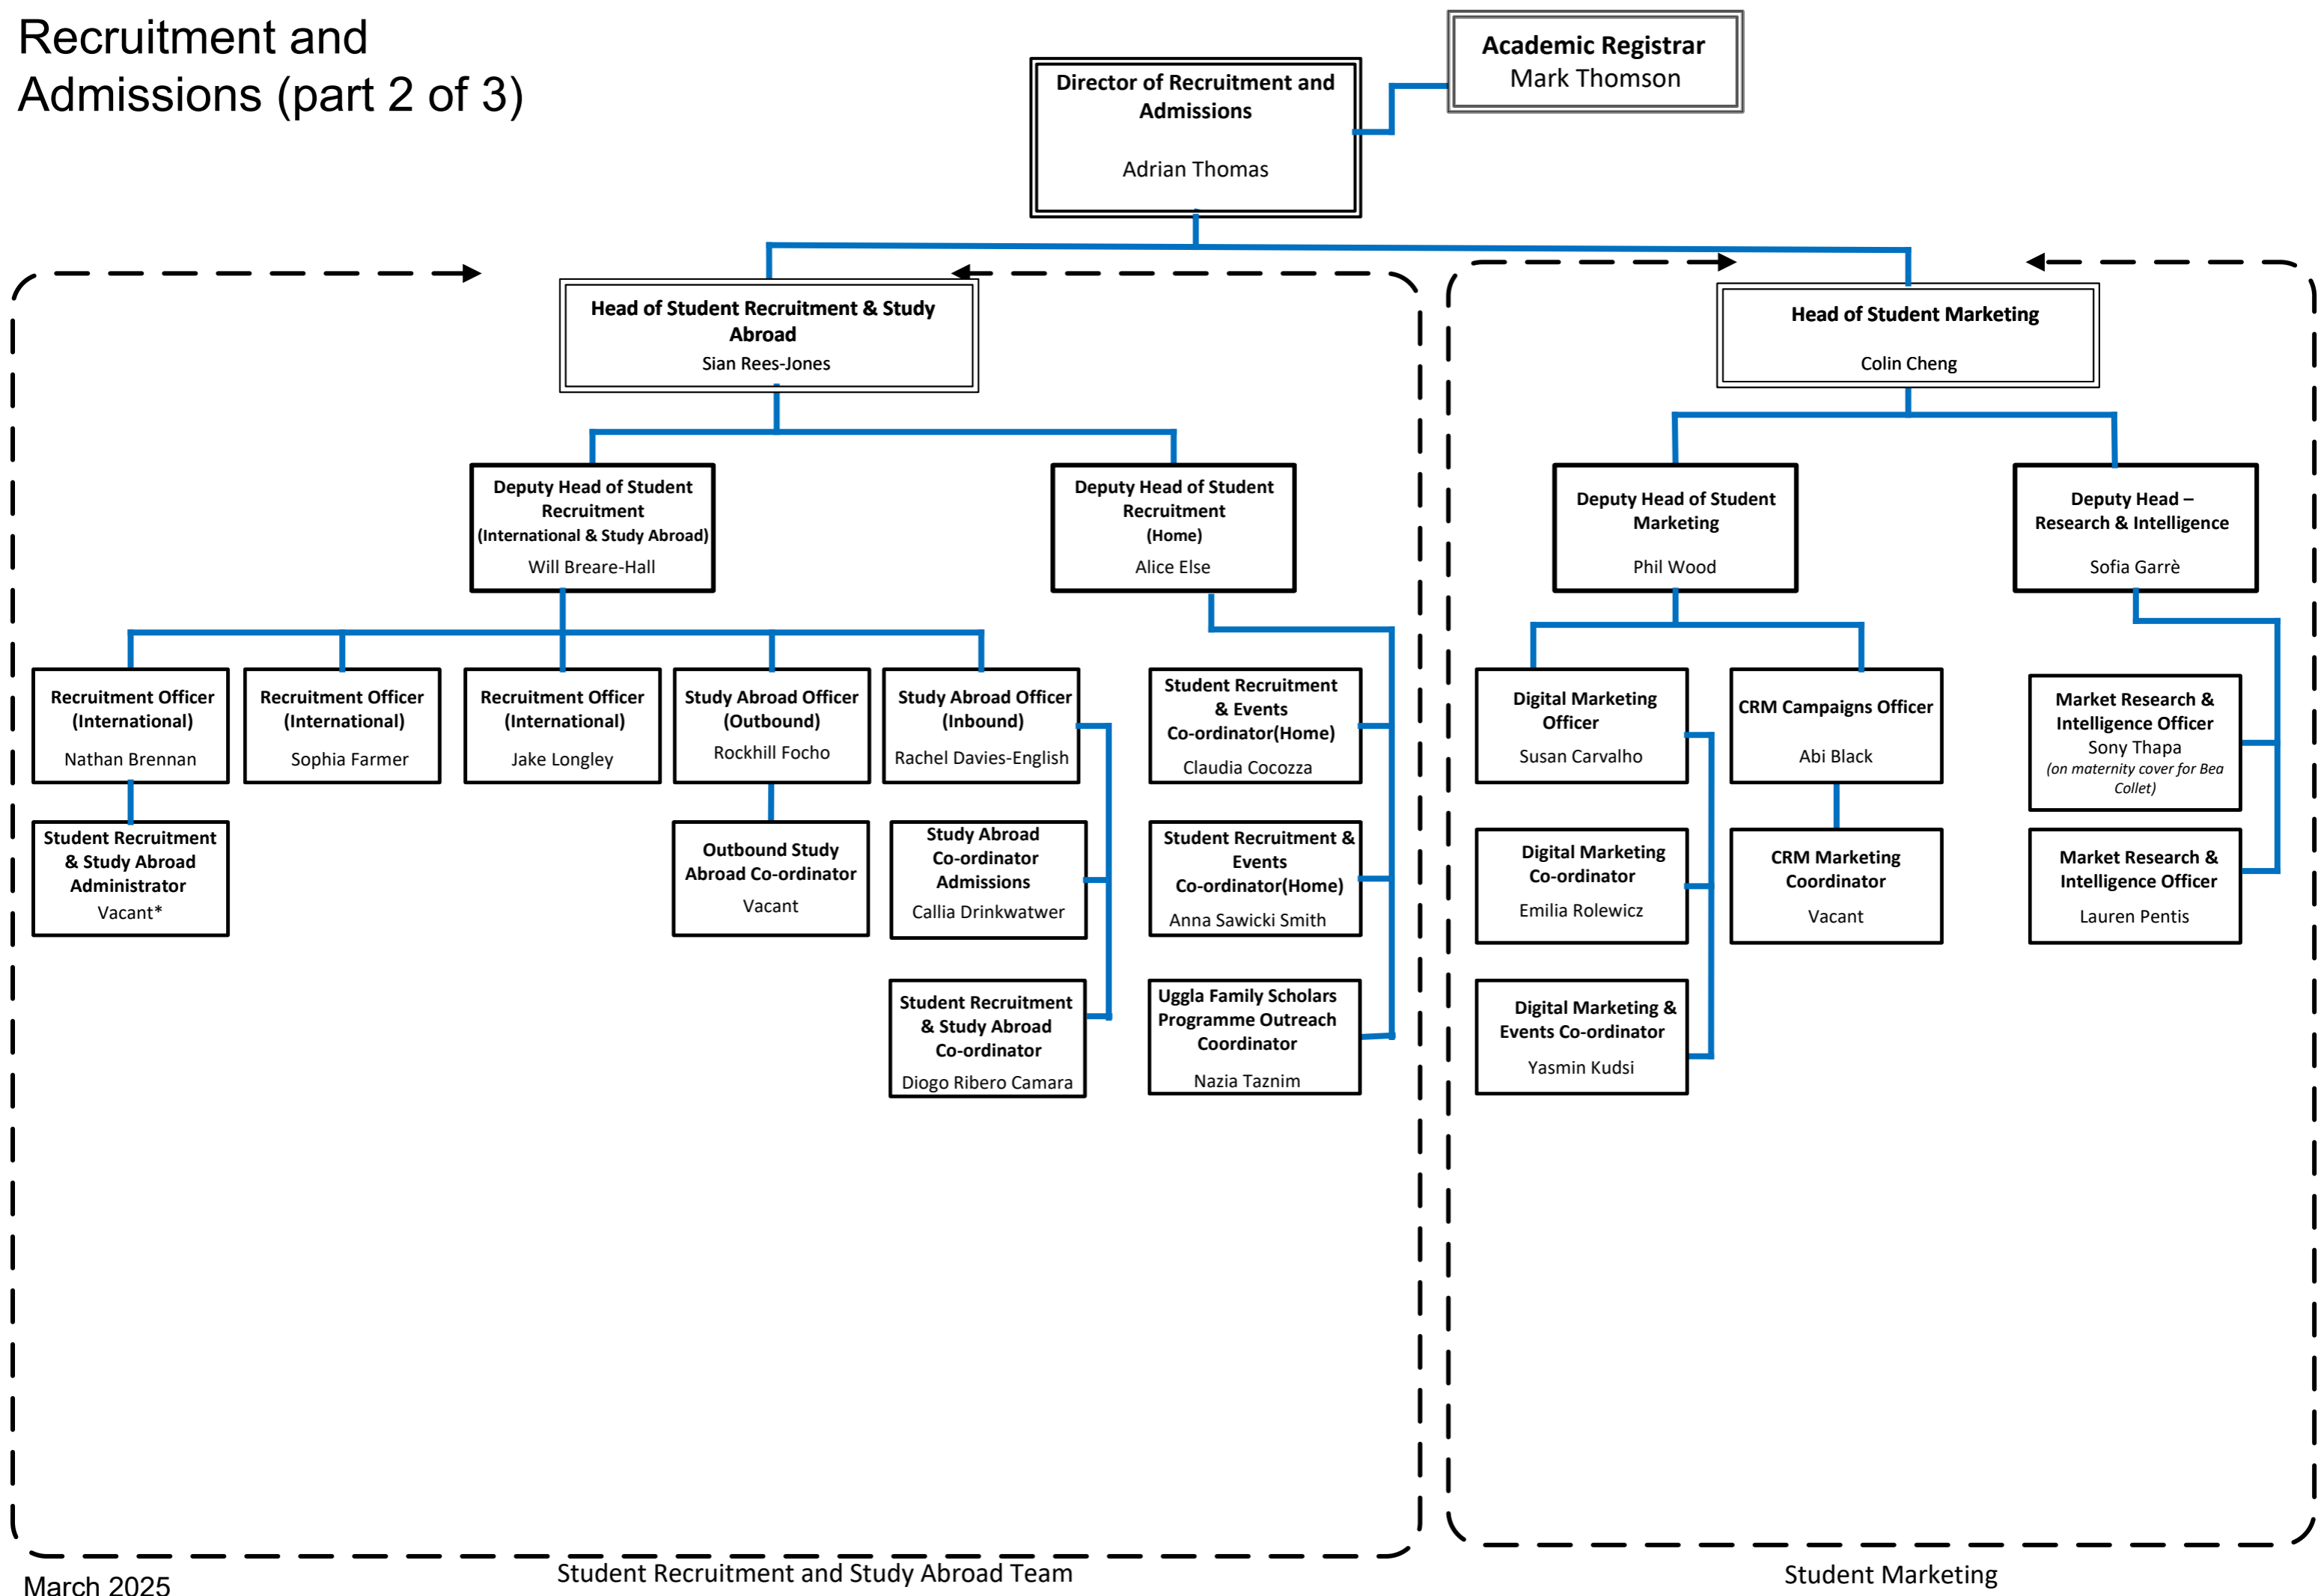 Recruitment and
Admissions (part 2 of 3)
Academic Registrar
Mark Thomson
Director of Recruitment and
Admissions
Adrian Thomas
Head of Student Recruitment & Study
Abroad
Sian Rees-Jones
Head of Student Marketing
Colin Cheng
Deputy Head of Student
Recruitment
(International & Study Abroad)
Will Breare-Hall
Deputy Head of Student
Recruitment
(Home)
Alice Else
Deputy Head of Student
Marketing
Phil Wood
Deputy Head –
Research & Intelligence
Sofia Garrè
Recruitment Officer
(International)
Nathan Brennan
Recruitment Officer
(International)
Sophia Farmer
Recruitment Officer
(International)
Jake Longley
Study Abroad Officer
(Outbound)
Rockhill Focho
Study Abroad Officer
(Inbound)
Rachel Davies-English
Student Recruitment
& Events
Co-ordinator(Home)
Claudia Cocozza
Digital Marketing
Officer
Susan Carvalho
CRM Campaigns Officer
Abi Black
Market Research &
Intelligence Officer
Sony Thapa
(on maternity cover for Bea
Collet)
Student Recruitment
& Study Abroad
Administrator
Vacant*
Outbound Study
Abroad Co-ordinator
Vacant
Study Abroad
Co-ordinator
Admissions
Callia Drinkwatwer
Student Recruitment &
Events
Co-ordinator(Home)
Anna Sawicki Smith
Digital Marketing
Co-ordinator
Emilia Rolewicz
CRM Marketing
Coordinator
Vacant
Market Research &
Intelligence Officer
Lauren Pentis
Student Recruitment
& Study Abroad
Co-ordinator
Diogo Ribero Camara
Uggla Family Scholars
Programme Outreach
Coordinator
Nazia Taznim
Digital Marketing &
Events Co-ordinator
Yasmin Kudsi
Student Recruitment and Study Abroad Team
Student Marketing
March 2025